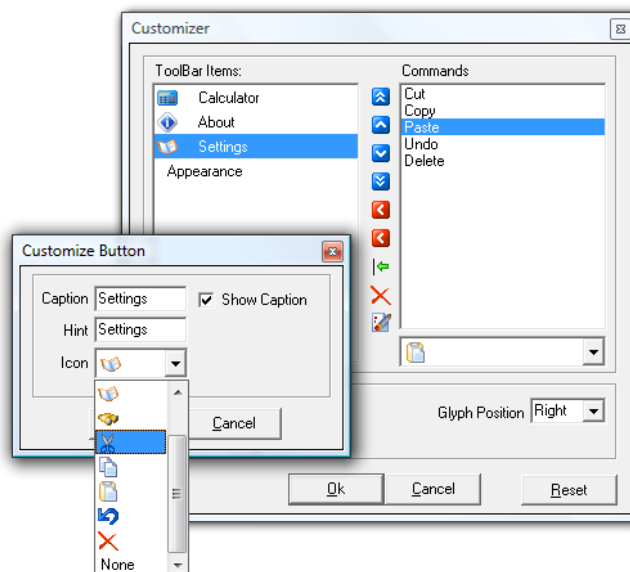 Customizer
ToolBar Items:
Commands
Calculator
About
Settings
Appearance
Cut
Copy
Paste
Undo
Delete
Customize Button
Caption Settings Show Caption
Hint Settings
Icon
Cancel
None
Glyph Position Right
Ok Cancel Reset